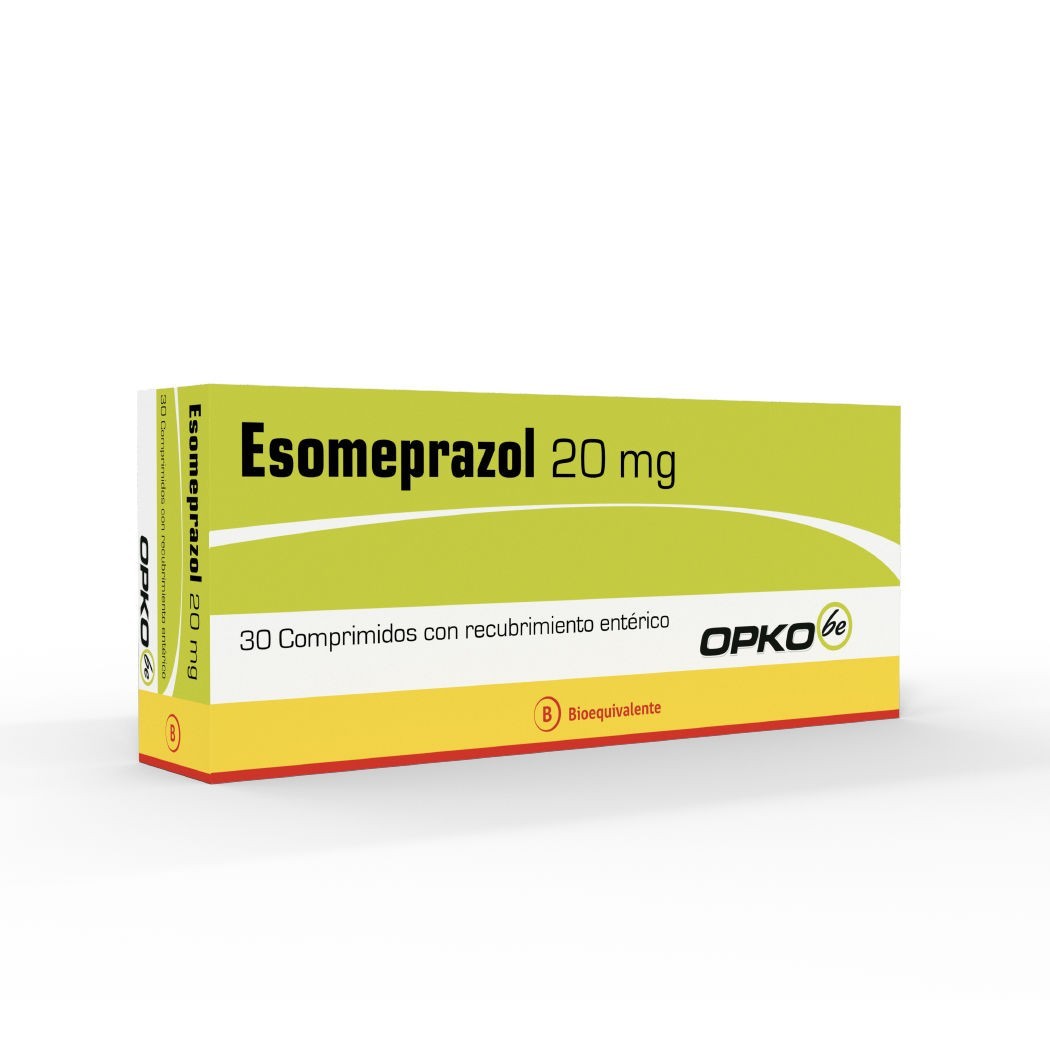 Esomeprazol 20 mg
30 Comprimidos con recubrimiento entérico
OPKO be
B Bioequivalente
Esomeprazol 20 mg
30 Comprimidos con recubrimiento entérico
OPKO be
B